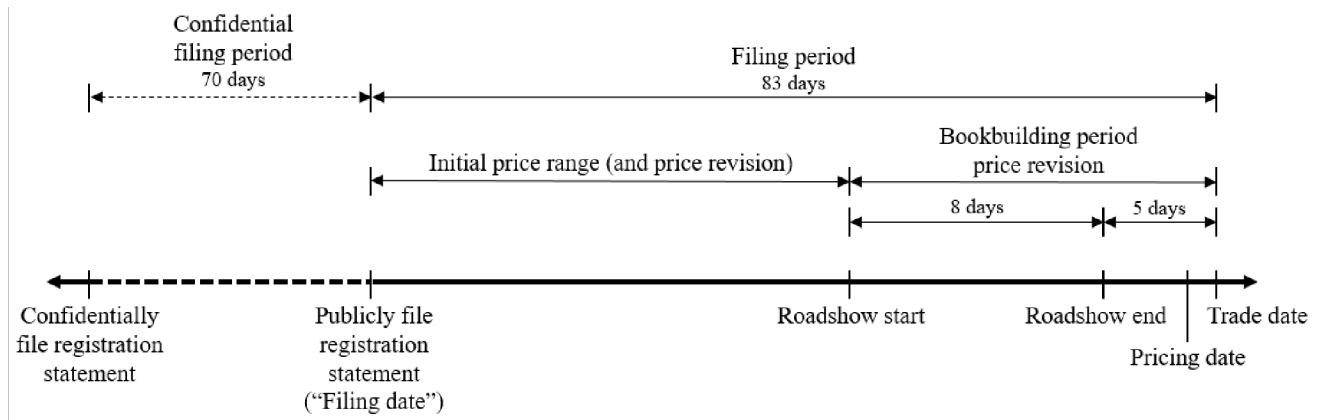 Confidential
filing period
70 days
Filing period
83 days
Initial price range (and price revision)
Bookbuilding period
price revision
8 days
5 days
Confidentially
file registration
statement
Publicly file
registration
statement
(“Filing date”)
Roadshow start
Roadshow end
Trade date
Pricing date